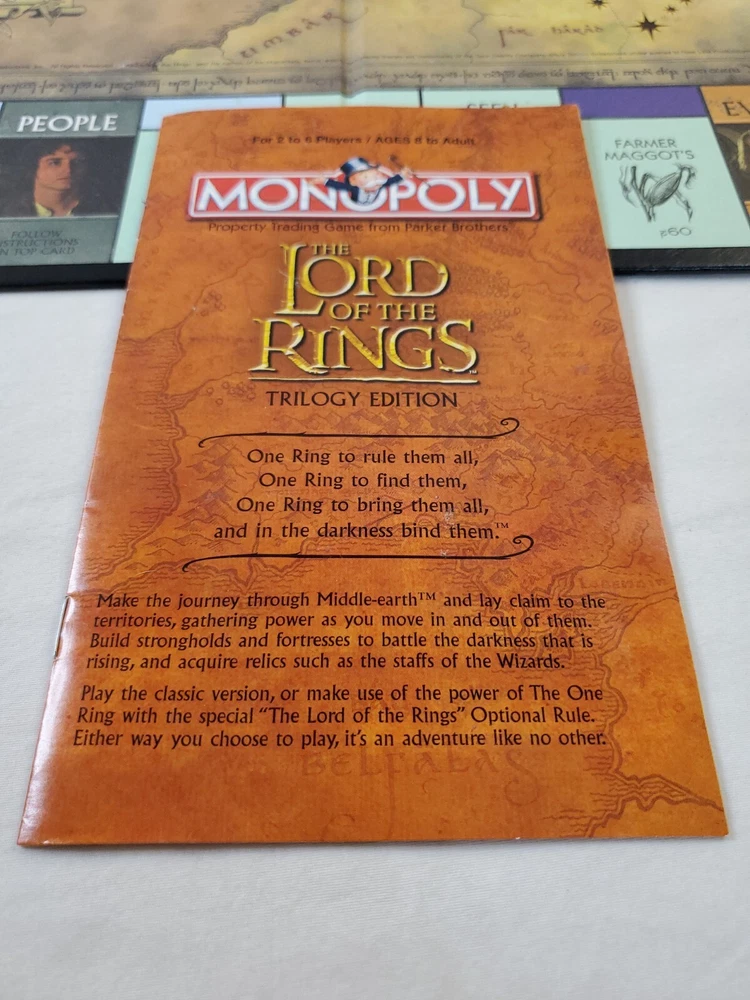 UMBAR
PEOPLE
FOLLOW
INSTRUCTIONS
ON TOP CARD
FARMER
MAGGOT'S
60
For 2 to 6 Players / AGES 8 to Adult
MONOPOLY
Property Trading Game from Parker Brothers®
THE
LORD
OF THE
RINGS™
TRILOGY EDITION
One Ring to rule them all,
One Ring to find them,
One Ring to bring them all,
and in the darkness bind them.™
Make the journey through Middle-earth™ and lay claim to the
territories, gathering power as you move in and out of them.
Build strongholds and fortresses to battle the darkness that is
rising, and acquire relics such as the staffs of the Wizards.
Play the classic version, or make use of the power of The One
Ring with the special “The Lord of the Rings” Optional Rule.
Either way you choose to play, it’s an adventure like no other.
BELFALAS